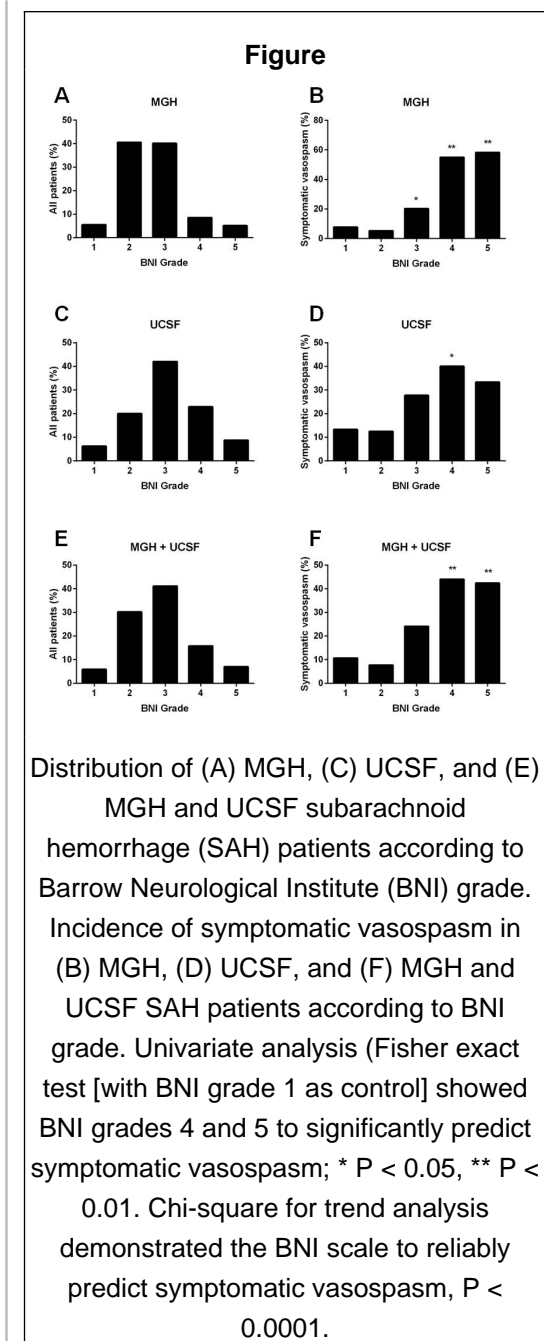 Figure
A
MGH
All patients (%)
50
40
30
20
10
0
1 2 3 4 5
BNI Grade
B
MGH
Symptomatic vasospasm (%)
80
60
40
20
0
* ** **
1 2 3 4 5
BNI Grade
C
UCSF
All patients (%)
50
40
30
20
10
0
1 2 3 4 5
BNI Grade
D
UCSF
Symptomatic vasospasm (%)
50
40
30
20
10
0
*
1 2 3 4 5
BNI Grade
E
MGH + UCSF
All patients (%)
50
40
30
20
10
0
1 2 3 4 5
BNI Grade
F
MGH + UCSF
Symptomatic vasospasm (%)
50
40
30
20
10
0
** **
1 2 3 4 5
BNI Grade
Distribution of (A) MGH, (C) UCSF, and (E)
MGH and UCSF subarachnoid
hemorrhage (SAH) patients according to
Barrow Neurological Institute (BNI) grade.
Incidence of symptomatic vasospasm in
(B) MGH, (D) UCSF, and (F) MGH and
UCSF SAH patients according to BNI
grade. Univariate analysis (Fisher exact
test [with BNI grade 1 as control] showed
BNI grades 4 and 5 to significantly predict
symptomatic vasospasm; * P < 0.05, ** P <
0.01. Chi-square for trend analysis
demonstrated the BNI scale to reliably
predict symptomatic vasospasm, P <
0.0001.